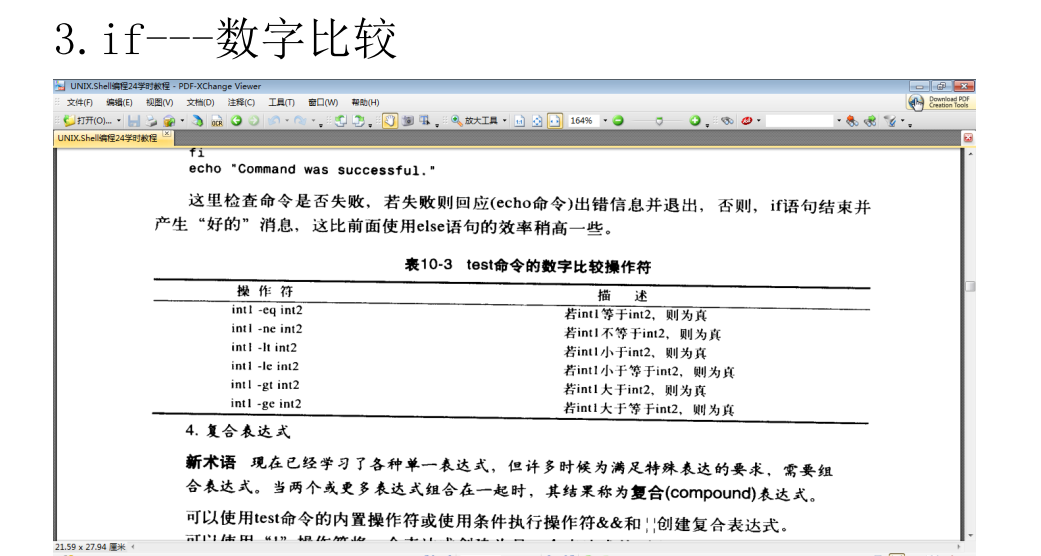 3. if---数字比较
UNIX.Shell编程24学时教程 - PDF-XChange Viewer
文件(F) 编辑(E) 视图(V) 文档(D) 注释(C) 工具(T) 窗口(W) 帮助(H)
Download PDF
Creation Tools
打开(O)... OCR 放大工具 164%
UNIX.Shell编程24学时教程
fi
echo "Command was successful."
这里检查命令是否失败，若失败则回应(echo命令)出错信息并退出，否则，if语句结束并
产生“好的”消息，这比前面使用else语句的效率稍高一些。
表10-3 test命令的数字比较操作符
操 作 符 描 述
int1 -eq int2 若int1等于int2，则为真
int1 -ne int2 若int1不等于int2，则为真
int1 -lt int2 若int1小于int2，则为真
int1 -le int2 若int1小于等于int2，则为真
int1 -gt int2 若int1大于int2，则为真
int1 -ge int2 若int1大于等于int2，则为真
4. 复合表达式
新术语 现在已经学习了各种单一表达式，但许多时候为满足特殊表达的要求，需要组
合表达式。当两个或更多表达式组合在一起时，其结果称为复合(compound)表达式。
可以使用test命令的内置操作符或使用条件执行操作符&&和¦¦创建复合表达式。
21.59 x 27.94 厘米